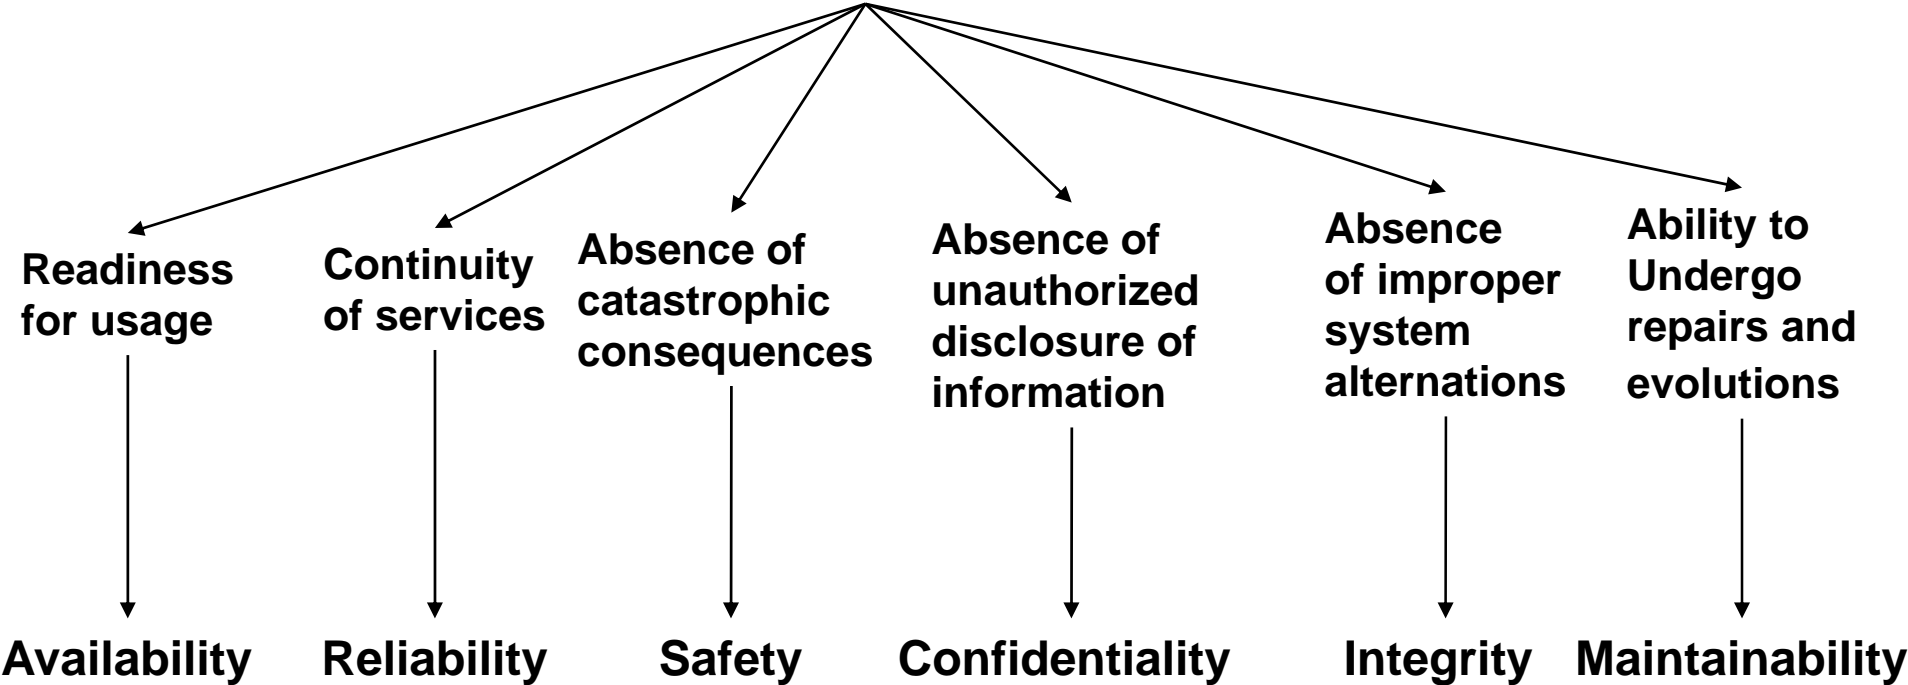 Readiness
for usage
Continuity
of services
Absence of
catastrophic
consequences
Absence of
unauthorized
disclosure of
information
Absence
of improper
system
alternations
Ability to
Undergo
repairs and
evolutions
Availability
Reliability
Safety
Confidentiality
Integrity
Maintainability